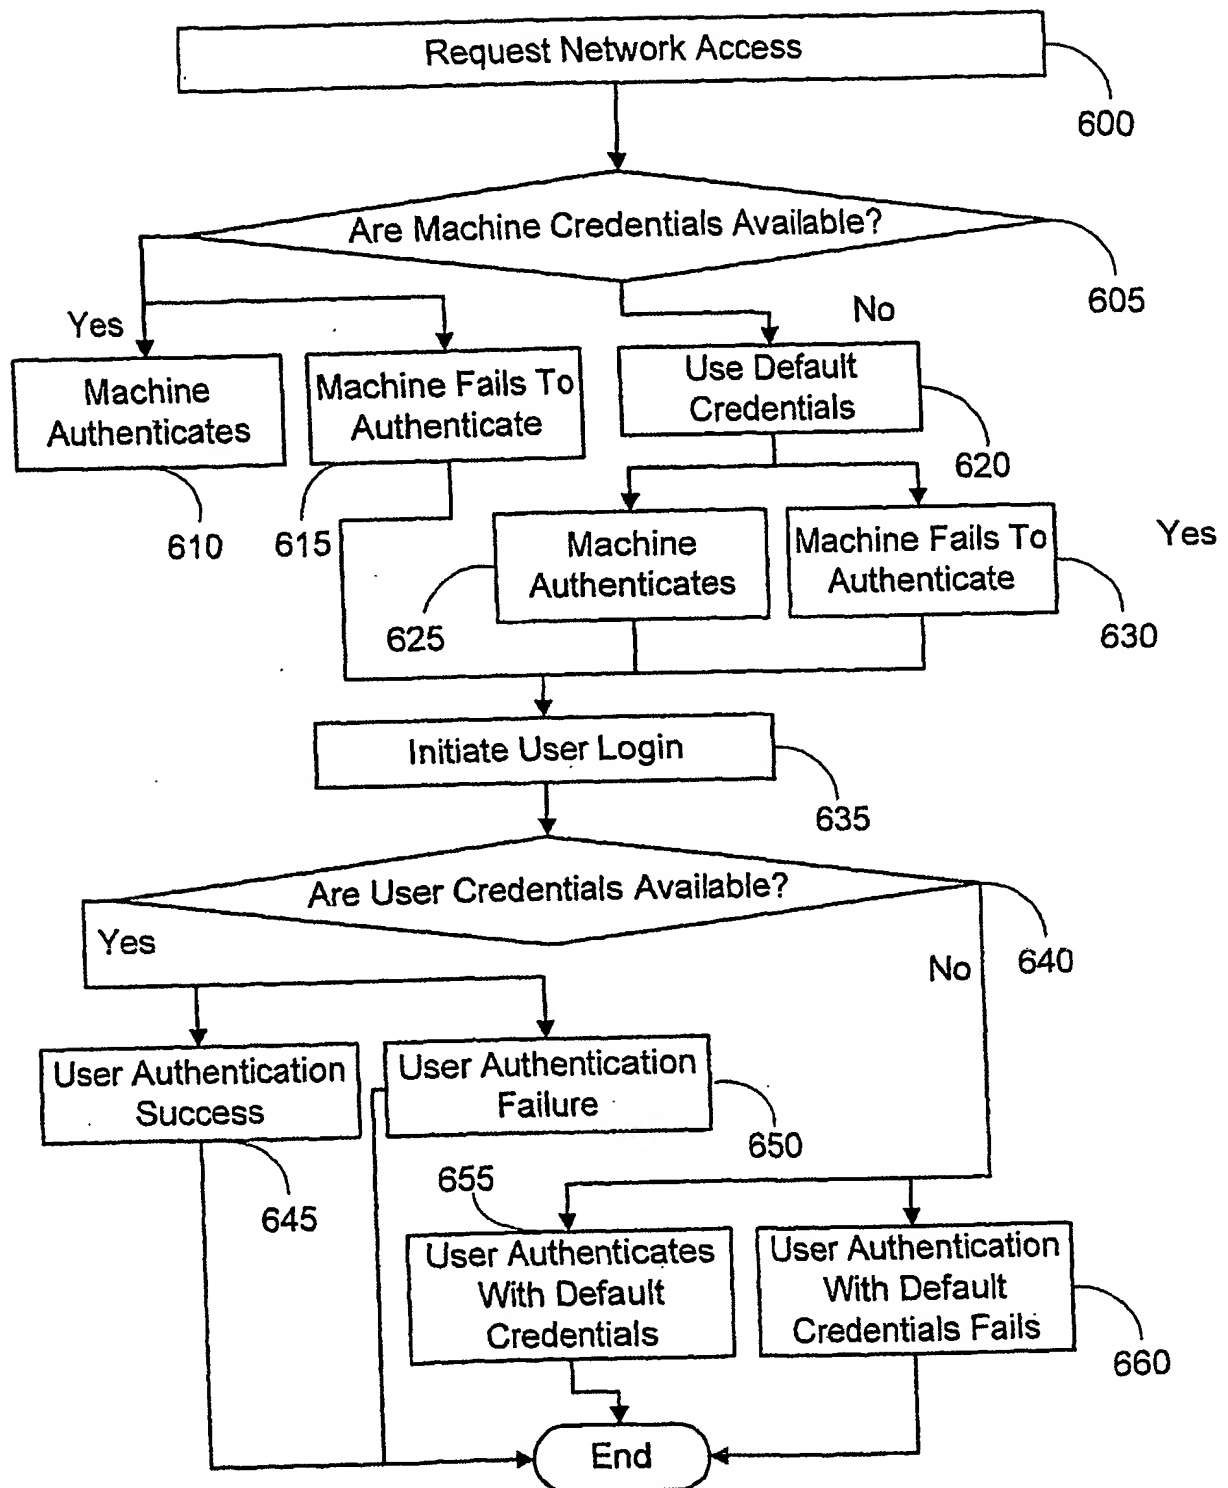 Request Network Access
600
Are Machine Credentials Available?
605
Yes
No
Machine
Authenticates
Machine Fails To
Authenticate
Use Default
Credentials
610
615
620
Machine
Authenticates
Machine Fails To
Authenticate
Yes
625
630
Initiate User Login
635
Are User Credentials Available?
Yes
No
640
User Authentication
Success
User Authentication
Failure
645
650
655
User Authenticates
With Default
Credentials
User Authentication
With Default
Credentials Fails
660
End